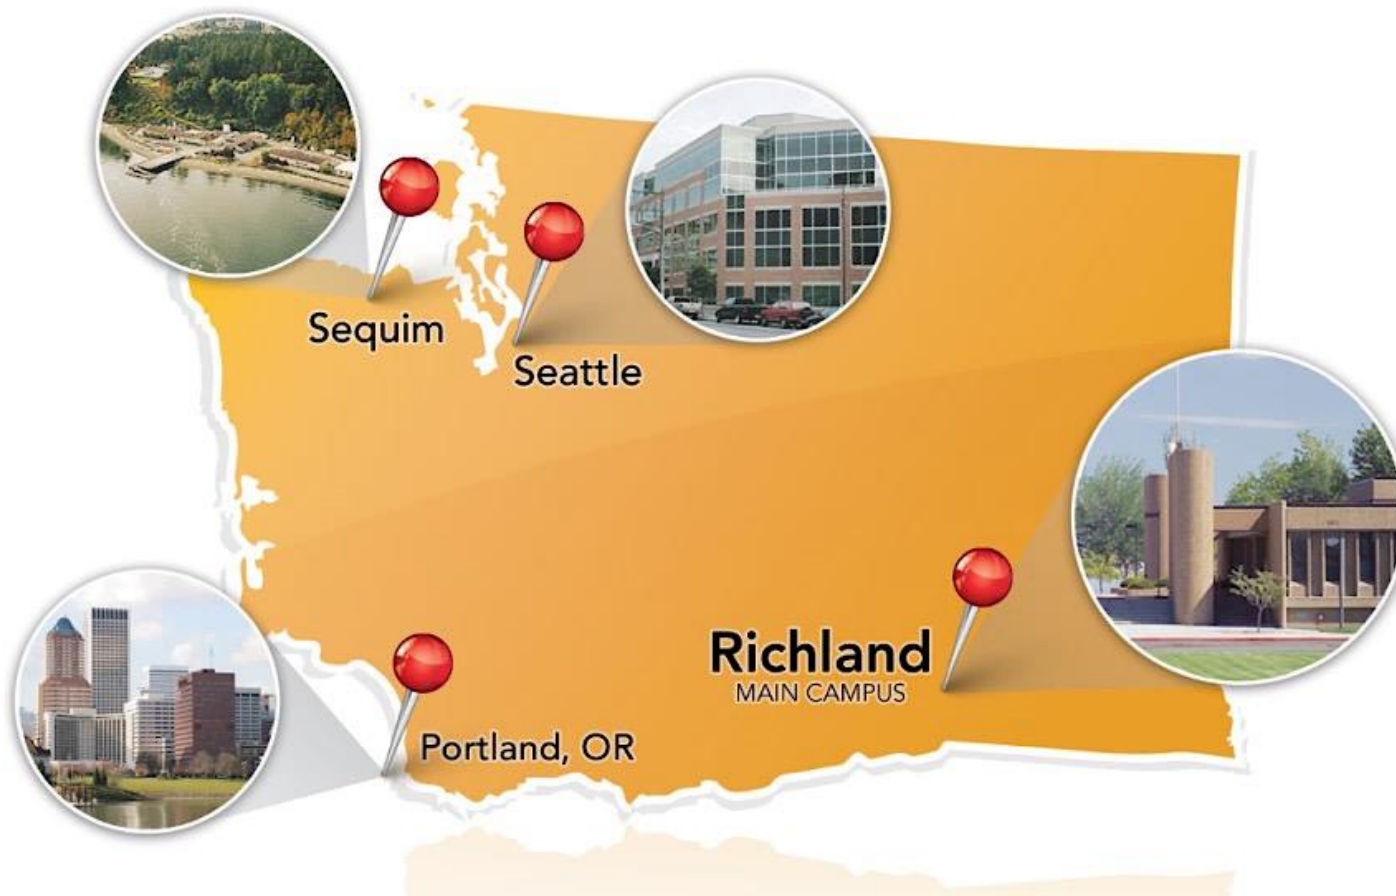 Sequim
Seattle
Richland
MAIN CAMPUS
Portland, OR